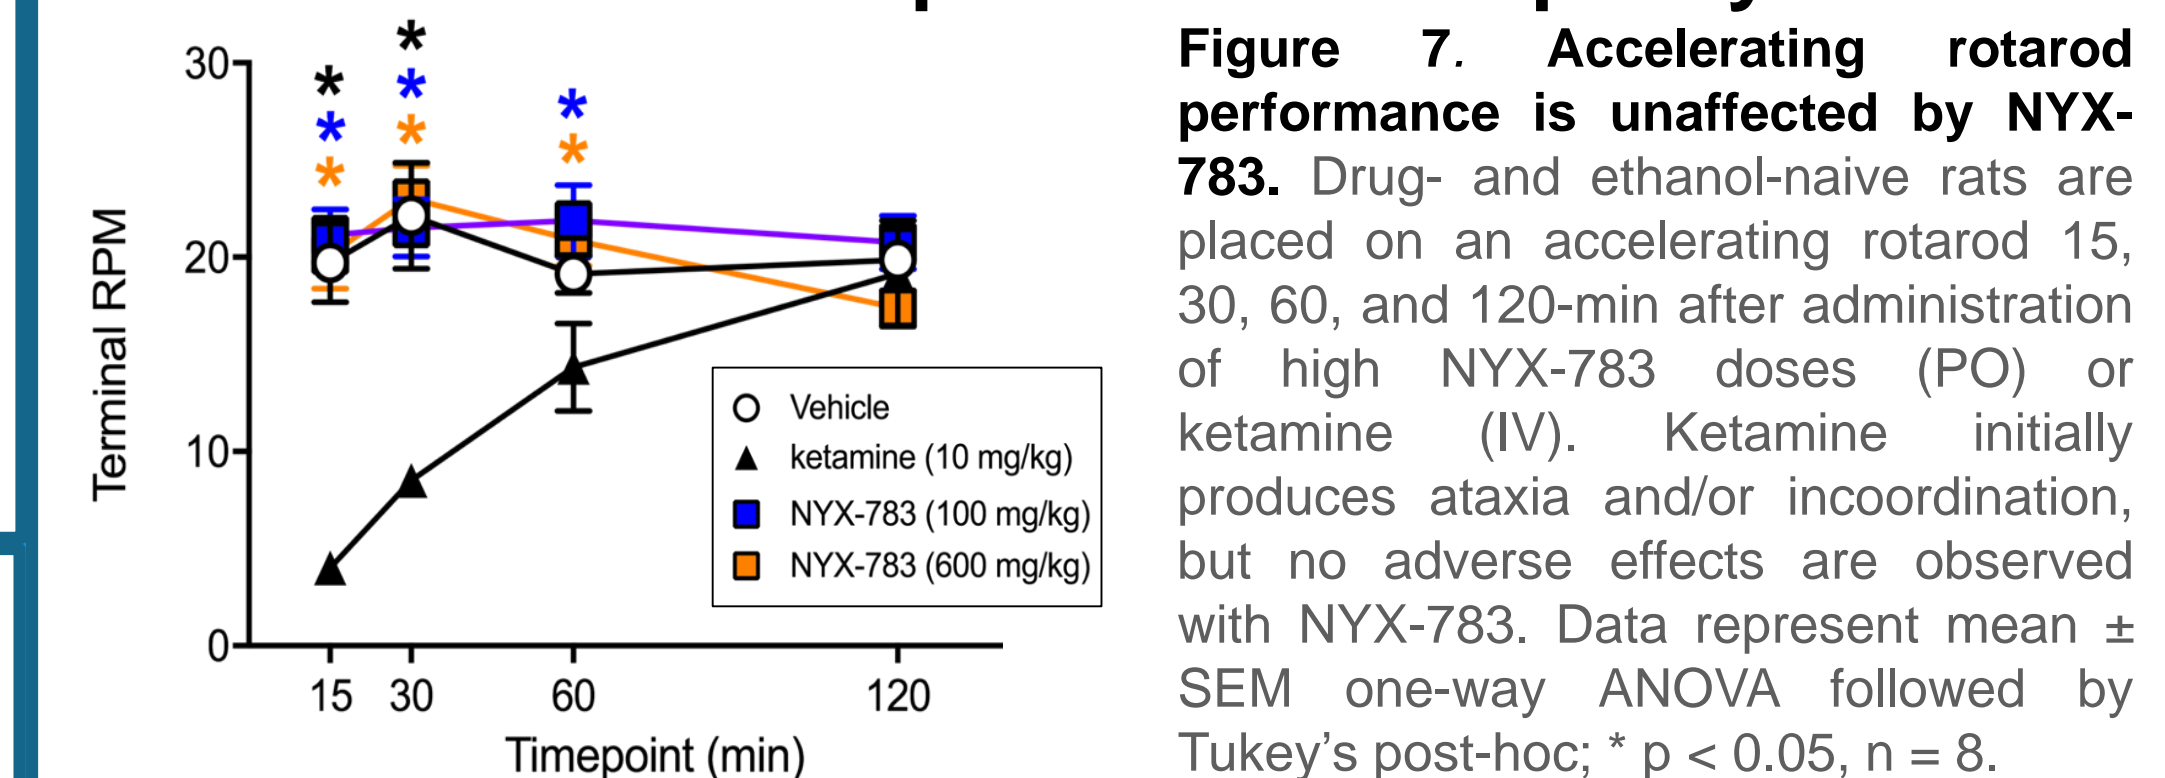 30
20
10
0
Terminal RPM
* * *
* * *
* *
Vehicle
ketamine (10 mg/kg)
NYX-783 (100 mg/kg)
NYX-783 (600 mg/kg)
15 30 60 120
Timepoint (min)
Figure 7. Accelerating rotarod
performance is unaffected by NYX-
783. Drug- and ethanol-naive rats are
placed on an accelerating rotarod 15,
30, 60, and 120-min after administration
of high NYX-783 doses (PO) or
ketamine (IV). Ketamine initially
produces ataxia and/or incoordination,
but no adverse effects are observed
with NYX-783. Data represent mean ±
SEM one-way ANOVA followed by
Tukey’s post-hoc; * p < 0.05, n = 8.